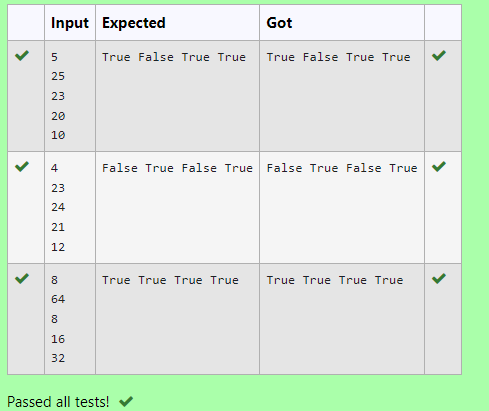 Input Expected Got
5 True False True True True False True True
25
23
20
10
4 False True False True False True False True
23
24
21
12
8 True True True True True True True True
64
8
16
32
Passed all tests!